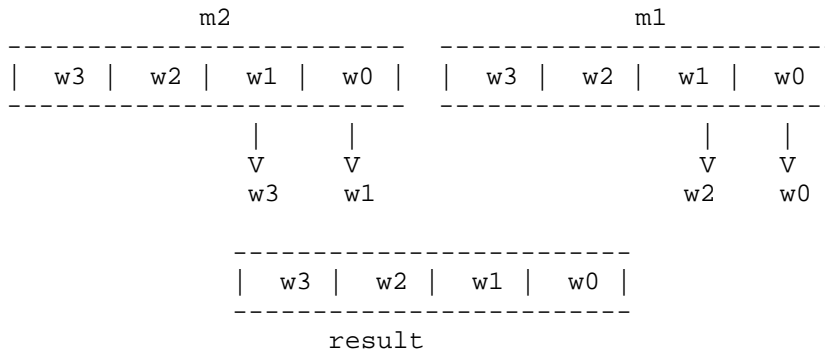 m2 m1
------------------------- -------------------------
| w3 | w2 | w1 | w0 | | w3 | w2 | w1 | w0
------------------------- -------------------------
| | | |
V V V V
w3 w1 w2 w0
-------------------------
| w3 | w2 | w1 | w0 |
-------------------------
result